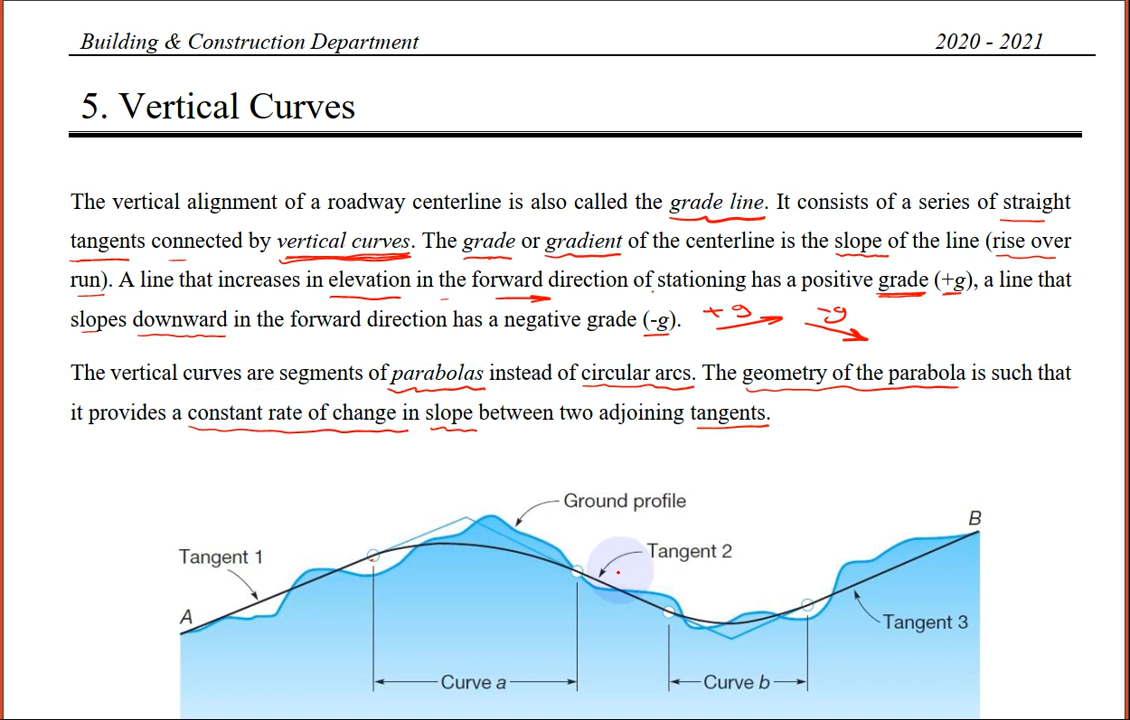 Building & Construction Department 2020 - 2021
5. Vertical Curves
The vertical alignment of a roadway centerline is also called the grade line. It consists of a series of straight
tangents connected by vertical curves. The grade or gradient of the centerline is the slope of the line (rise over
run). A line that increases in elevation in the forward direction of stationing has a positive grade (+g), a line that
slopes downward in the forward direction has a negative grade (-g). +g -g
The vertical curves are segments of parabolas instead of circular arcs. The geometry of the parabola is such that
it provides a constant rate of change in slope between two adjoining tangents.
Ground profile
B
Tangent 1
Tangent 2
A
Tangent 3
Curve a
Curve b